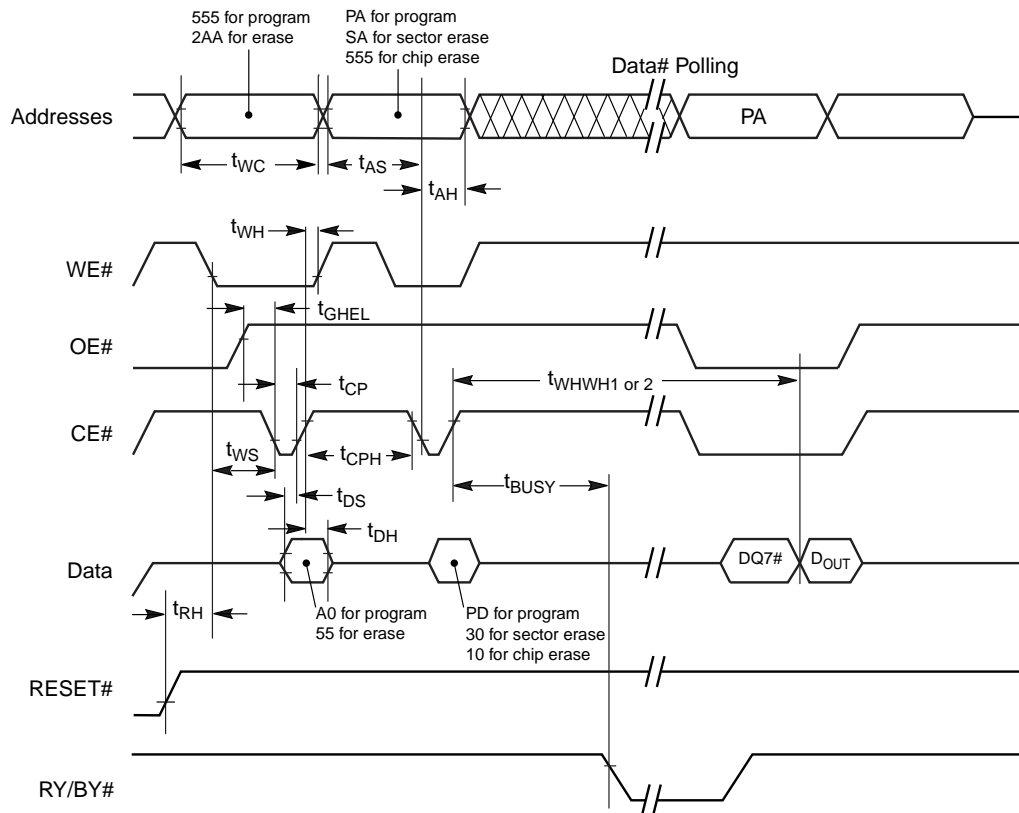 555 for program
2AA for erase
PA for program
SA for sector erase
555 for chip erase
Data# Polling
Addresses
PA
tWC
tAS
tAH
tWH
WE#
tGHEL
OE#
tCP
tWHWH1 or 2
CE#
tWS
tCPH
tDS
tBUSY
tDH
Data
DQ7#
DOUT
tRH
A0 for program
55 for erase
PD for program
30 for sector erase
10 for chip erase
RESET#
RY/BY#